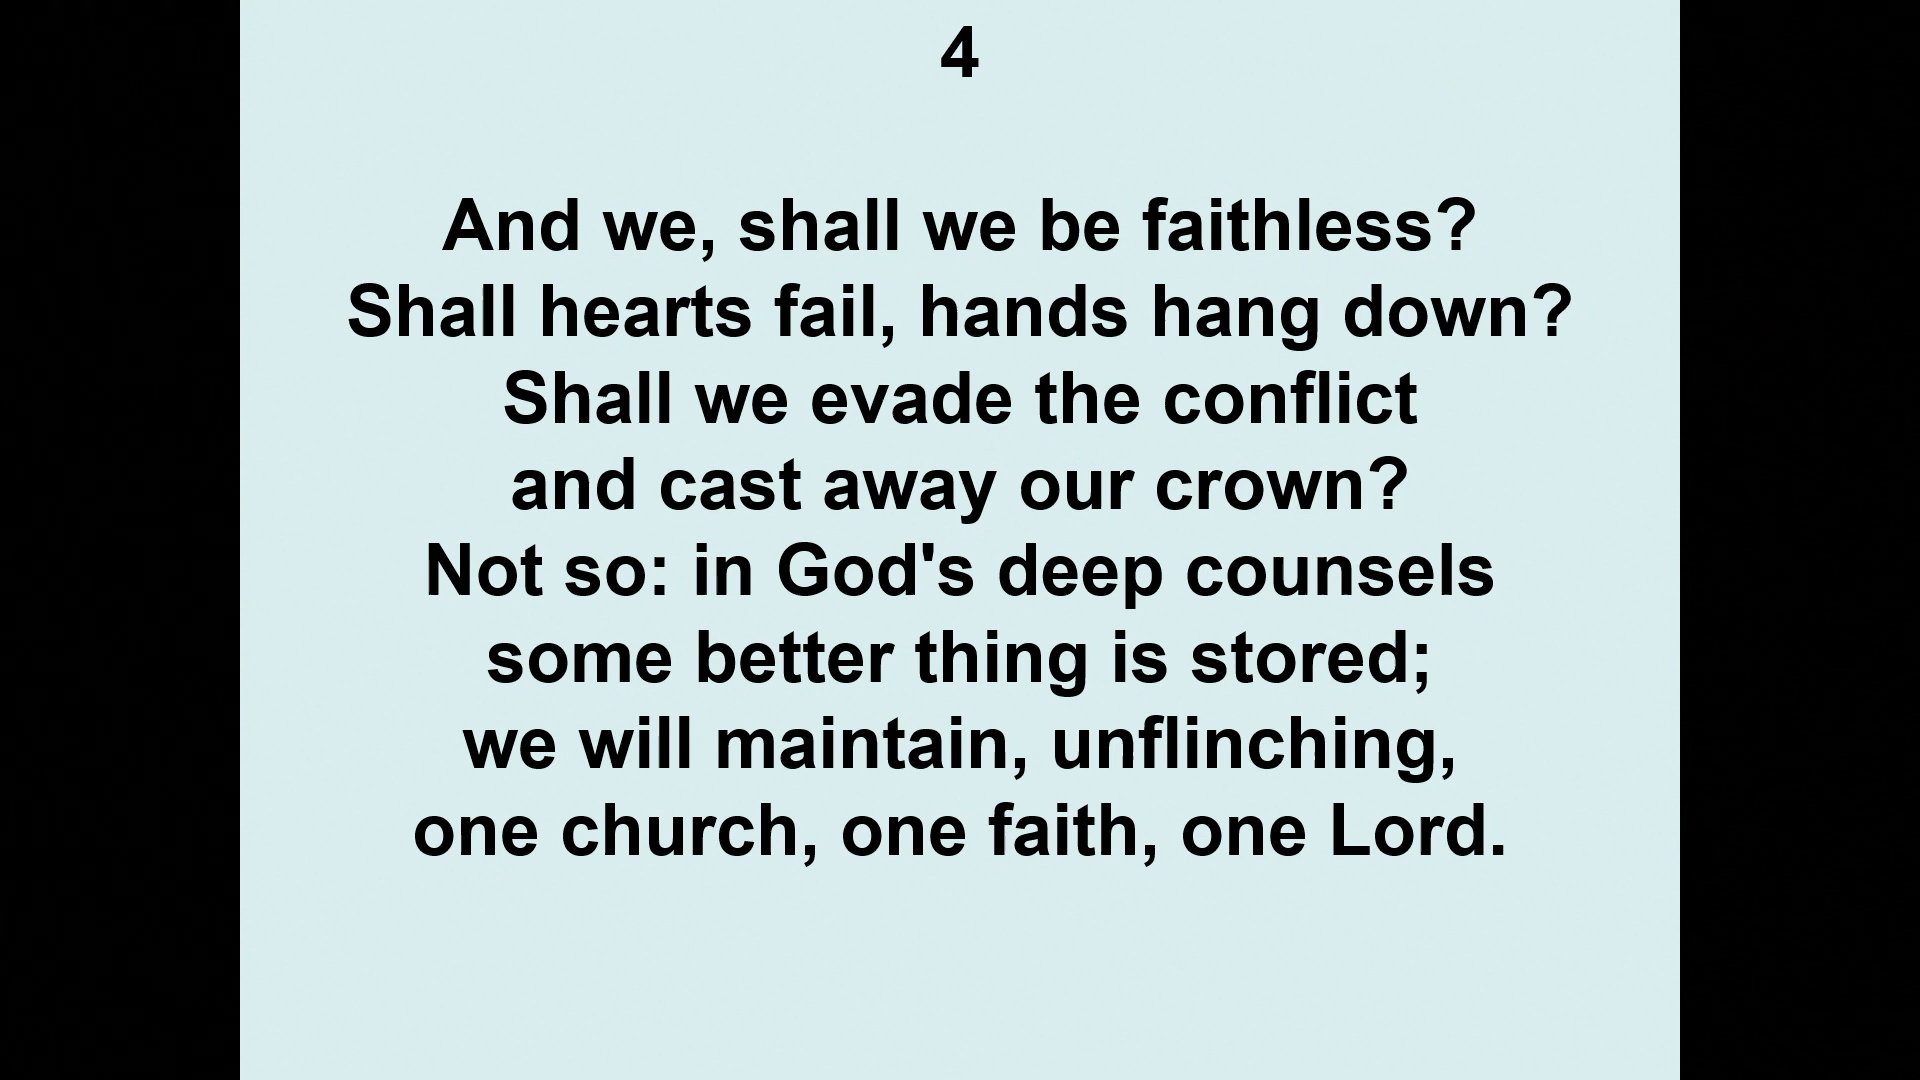 4
And we, shall we be faithless?
Shall hearts fail, hands hang down?
Shall we evade the conflict
and cast away our crown?
Not so: in God's deep counsels
some better thing is stored;
we will maintain, unflinching,
one church, one faith, one Lord.